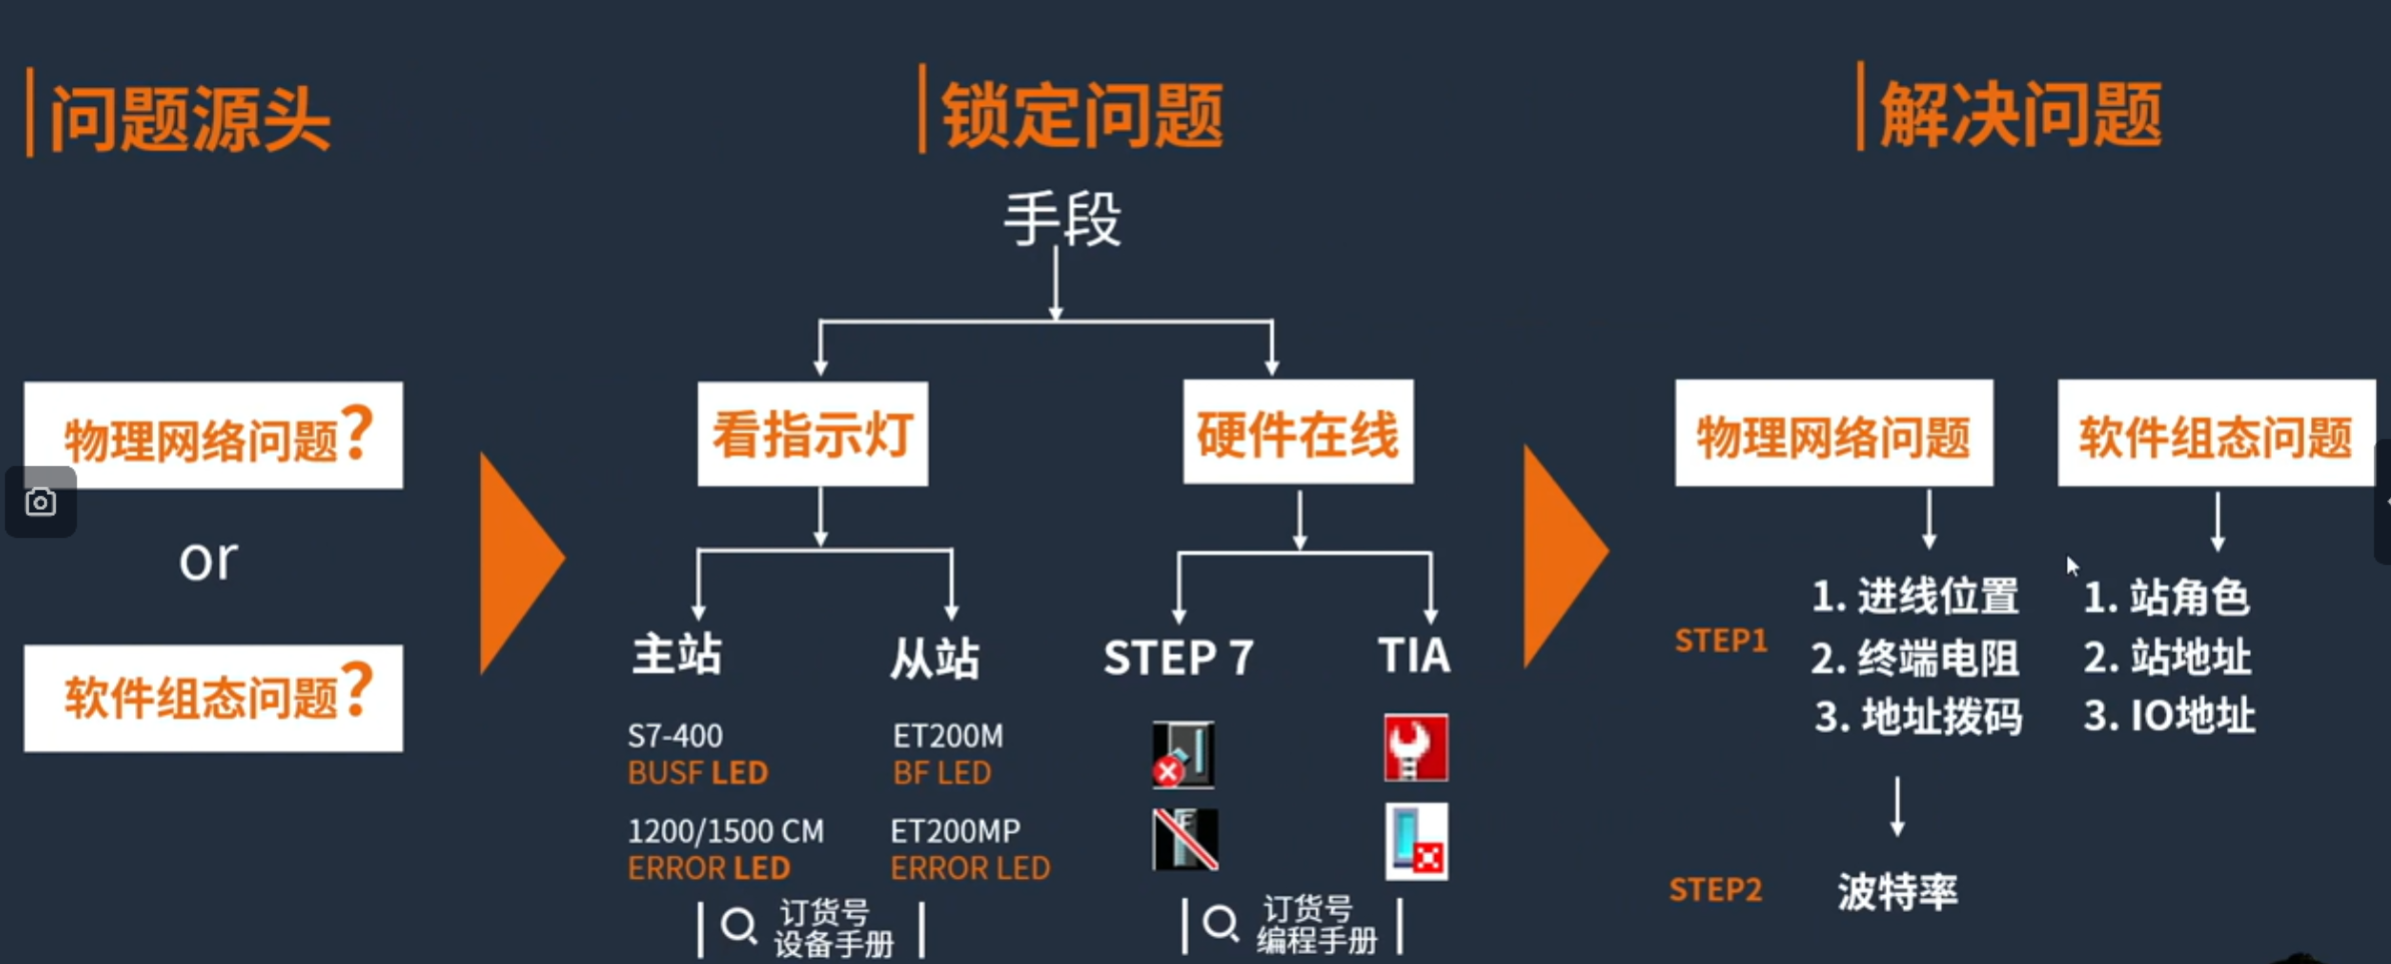 问题源头
物理网络问题?
or
软件组态问题?
锁定问题
手段
看指示灯
主站
S7-400
BUSF LED
1200/1500 CM
ERROR LED
从站
ET200M
BF LED
ET200MP
ERROR LED
订货号
设备手册
硬件在线
STEP 7
TIA
F
订货号
编程手册
解决问题
物理网络问题
软件组态问题
STEP1
1. 进线位置
2. 终端电阻
3. 地址拨码
1. 站角色
2. 站地址
3. IO地址
STEP2
波特率